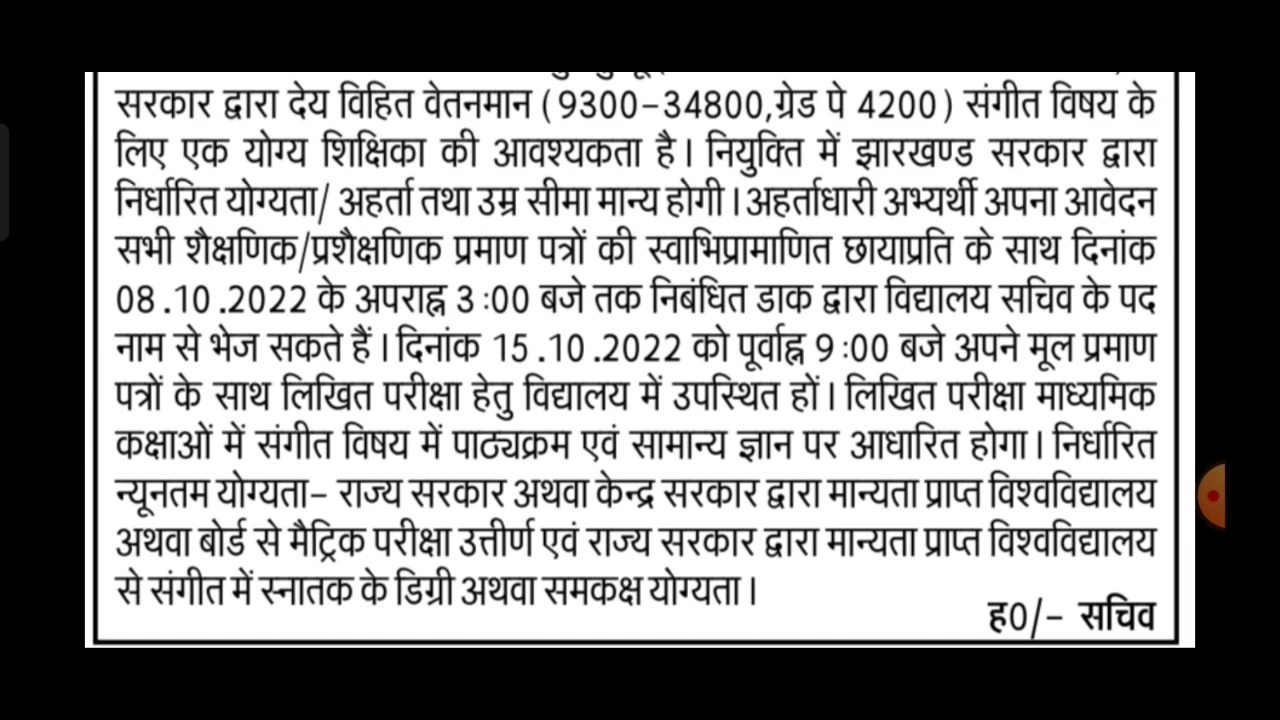 सरकार द्वारा देय विहित वेतनमान (9300-34800,ग्रेड पे 4200) संगीत विषय के
लिए एक योग्य शिक्षिका की आवश्यकता है। नियुक्ति में झारखण्ड सरकार द्वारा
निर्धारित योग्यता/ अहर्ता तथा उम्र सीमा मान्य होगी। अहर्ताधारी अभ्यर्थी अपना आवेदन
सभी शैक्षणिक/प्रशैक्षणिक प्रमाण पत्रों की स्वाभिप्रामाणित छायाप्रति के साथ दिनांक
08.10.2022 के अपराह्न 3:00 बजे तक निबंधित डाक द्वारा विद्यालय सचिव के पद
नाम से भेज सकते हैं। दिनांक 15.10.2022 को पूर्वाह्न 9:00 बजे अपने मूल प्रमाण
पत्रों के साथ लिखित परीक्षा हेतु विद्यालय में उपस्थित हों। लिखित परीक्षा माध्यमिक
कक्षाओं में संगीत विषय में पाठ्यक्रम एवं सामान्य ज्ञान पर आधारित होगा। निर्धारित
न्यूनतम योग्यता- राज्य सरकार अथवा केन्द्र सरकार द्वारा मान्यता प्राप्त विश्वविद्यालय
अथवा बोर्ड से मैट्रिक परीक्षा उत्तीर्ण एवं राज्य सरकार द्वारा मान्यता प्राप्त विश्वविद्यालय
से संगीत में स्नातक के डिग्री अथवा समकक्ष योग्यता।
ह0/- सचिव